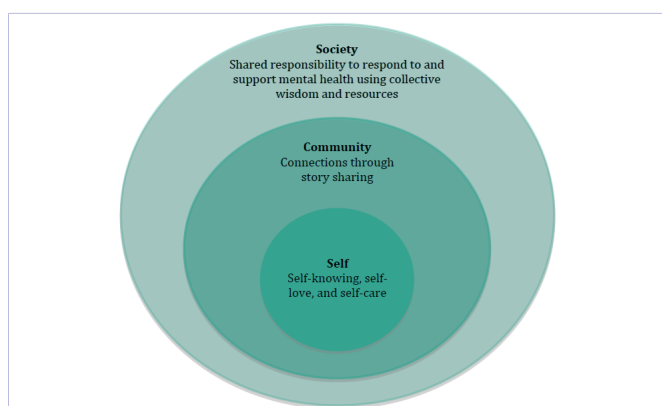 Society
Shared responsibility to respond to and
support mental health using collective
wisdom and resources
Community
Connections through
story sharing
Self
Self-knowing, self-
love, and self-care